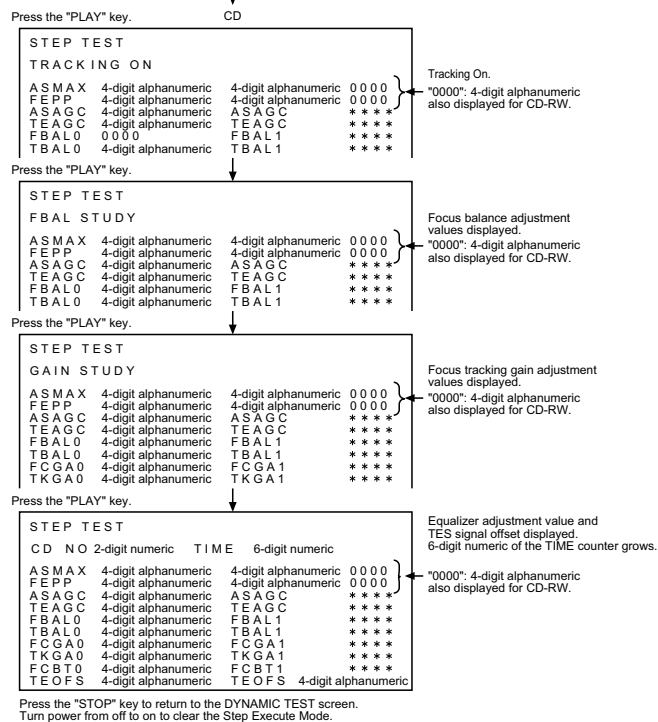 Press the "PLAY" key.
CD
STEP TEST
TRACKING ON
ASMAX 4-digit alphanumeric 4-digit alphanumeric 0000
FEPP 4-digit alphanumeric 4-digit alphanumeric 0000
ASAGC 4-digit alphanumeric ASAGC ****
TEAGC 4-digit alphanumeric TEAGC ****
FBAL0 0000 FBAL1 ****
TBAL0 4-digit alphanumeric TBAL1 ****
Tracking On.
"0000": 4-digit alphanumeric
also displayed for CD-RW.
Press the "PLAY" key.
STEP TEST
FBAL STUDY
ASMAX 4-digit alphanumeric 4-digit alphanumeric 0000
FEPP 4-digit alphanumeric 4-digit alphanumeric 0000
ASAGC 4-digit alphanumeric ASAGC ****
TEAGC 4-digit alphanumeric TEAGC ****
FBAL0 4-digit alphanumeric FBAL1 ****
TBAL0 4-digit alphanumeric TBAL1 ****
Focus balance adjustment
values displayed.
"0000": 4-digit alphanumeric
also displayed for CD-RW.
Press the "PLAY" key.
STEP TEST
GAIN STUDY
ASMAX 4-digit alphanumeric 4-digit alphanumeric 0000
FEPP 4-digit alphanumeric 4-digit alphanumeric 0000
ASAGC 4-digit alphanumeric ASAGC ****
TEAGC 4-digit alphanumeric TEAGC ****
FBAL0 4-digit alphanumeric FBAL1 ****
TBAL0 4-digit alphanumeric TBAL1 ****
FCGA0 4-digit alphanumeric FCGA1 ****
TKGA0 4-digit alphanumeric TKGA1 ****
Focus tracking gain adjustment
values displayed.
"0000": 4-digit alphanumeric
also displayed for CD-RW.
Press the "PLAY" key.
STEP TEST
CD NO 2-digit numeric TIME 6-digit numeric
ASMAX 4-digit alphanumeric 4-digit alphanumeric 0000
FEPP 4-digit alphanumeric 4-digit alphanumeric 0000
ASAGC 4-digit alphanumeric ASAGC ****
TEAGC 4-digit alphanumeric TEAGC ****
FBAL0 4-digit alphanumeric FBAL1 ****
TBAL0 4-digit alphanumeric TBAL1 ****
FCGA0 4-digit alphanumeric FCGA1 ****
TKGA0 4-digit alphanumeric TKGA1 ****
FCBT0 4-digit alphanumeric FCBT1 ****
TEOFS 4-digit alphanumeric TEOFS 4-digit alphanumeric
Equalizer adjustment value and
TES signal offset displayed.
6-digit numeric of the TIME counter grows.
"0000": 4-digit alphanumeric
also displayed for CD-RW.
Press the "STOP" key to return to the DYNAMIC TEST screen.
Turn power from off to on to clear the Step Execute Mode.